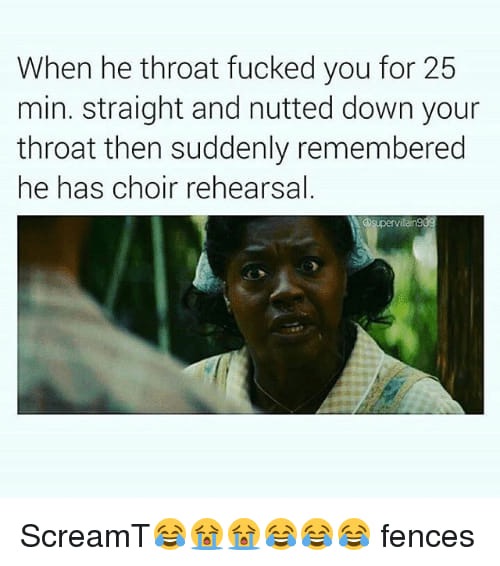 When he throat fucked you for 25
min. straight and nutted down your
throat then suddenly remembered
he has choir rehearsal.
@supervillain909
ScreamT😂😭😭😂😂😂 fences